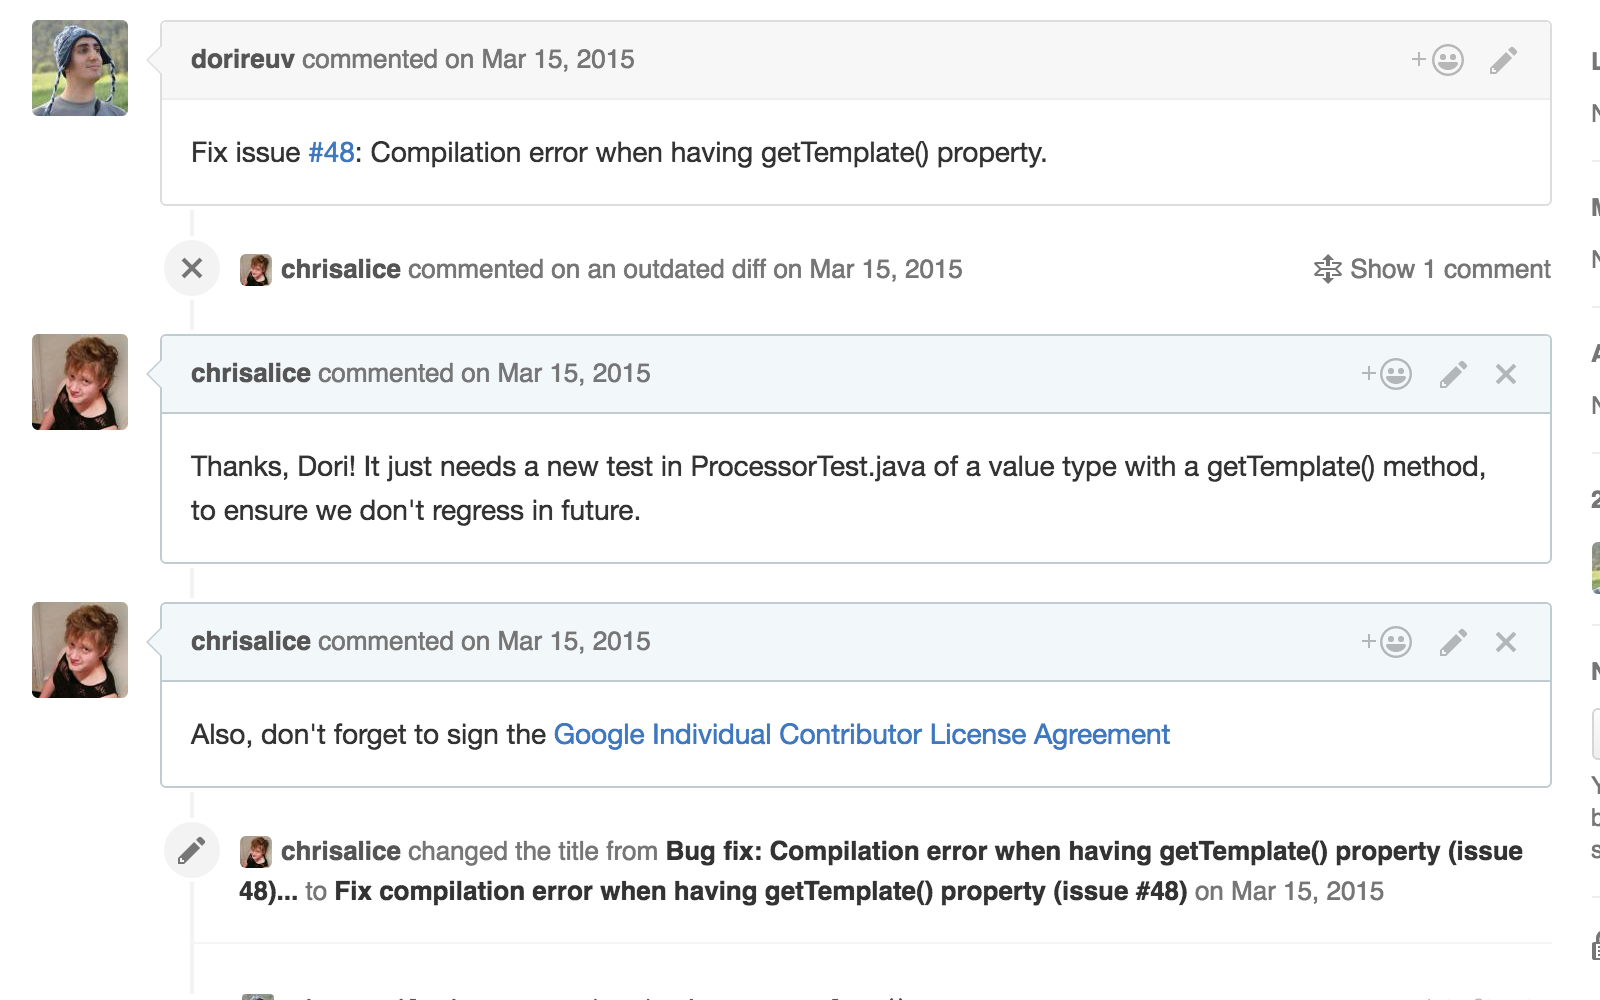 dorireuv commented on Mar 15, 2015
Fix issue #48: Compilation error when having getTemplate() property.
chrisalice commented on an outdated diff on Mar 15, 2015
Show 1 comment
chrisalice commented on Mar 15, 2015
Thanks, Dori! It just needs a new test in ProcessorTest.java of a value type with a getTemplate() method,
to ensure we don't regress in future.
chrisalice commented on Mar 15, 2015
Also, don't forget to sign the Google Individual Contributor License Agreement
chrisalice changed the title from Bug fix: Compilation error when having getTemplate() property (issue
48)... to Fix compilation error when having getTemplate() property (issue #48) on Mar 15, 2015